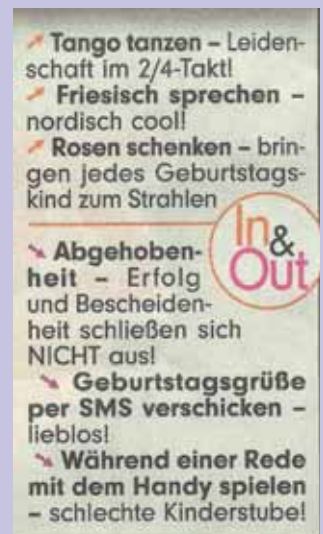 Tango tanzen – Leiden-
schaft im 2/4-Takt!
Friesisch sprechen –
nordisch cool!
Rosen schenken – brin-
gen jedes Geburtstags-
kind zum Strahlen
In
&
Out
Abgehoben-
heit – Erfolg
und Bescheiden-
heit schließen sich
NICHT aus!
Geburtstagsgrüße
per SMS verschicken –
lieblos!
Während einer Rede
mit dem Handy spielen
– schlechte Kinderstube!